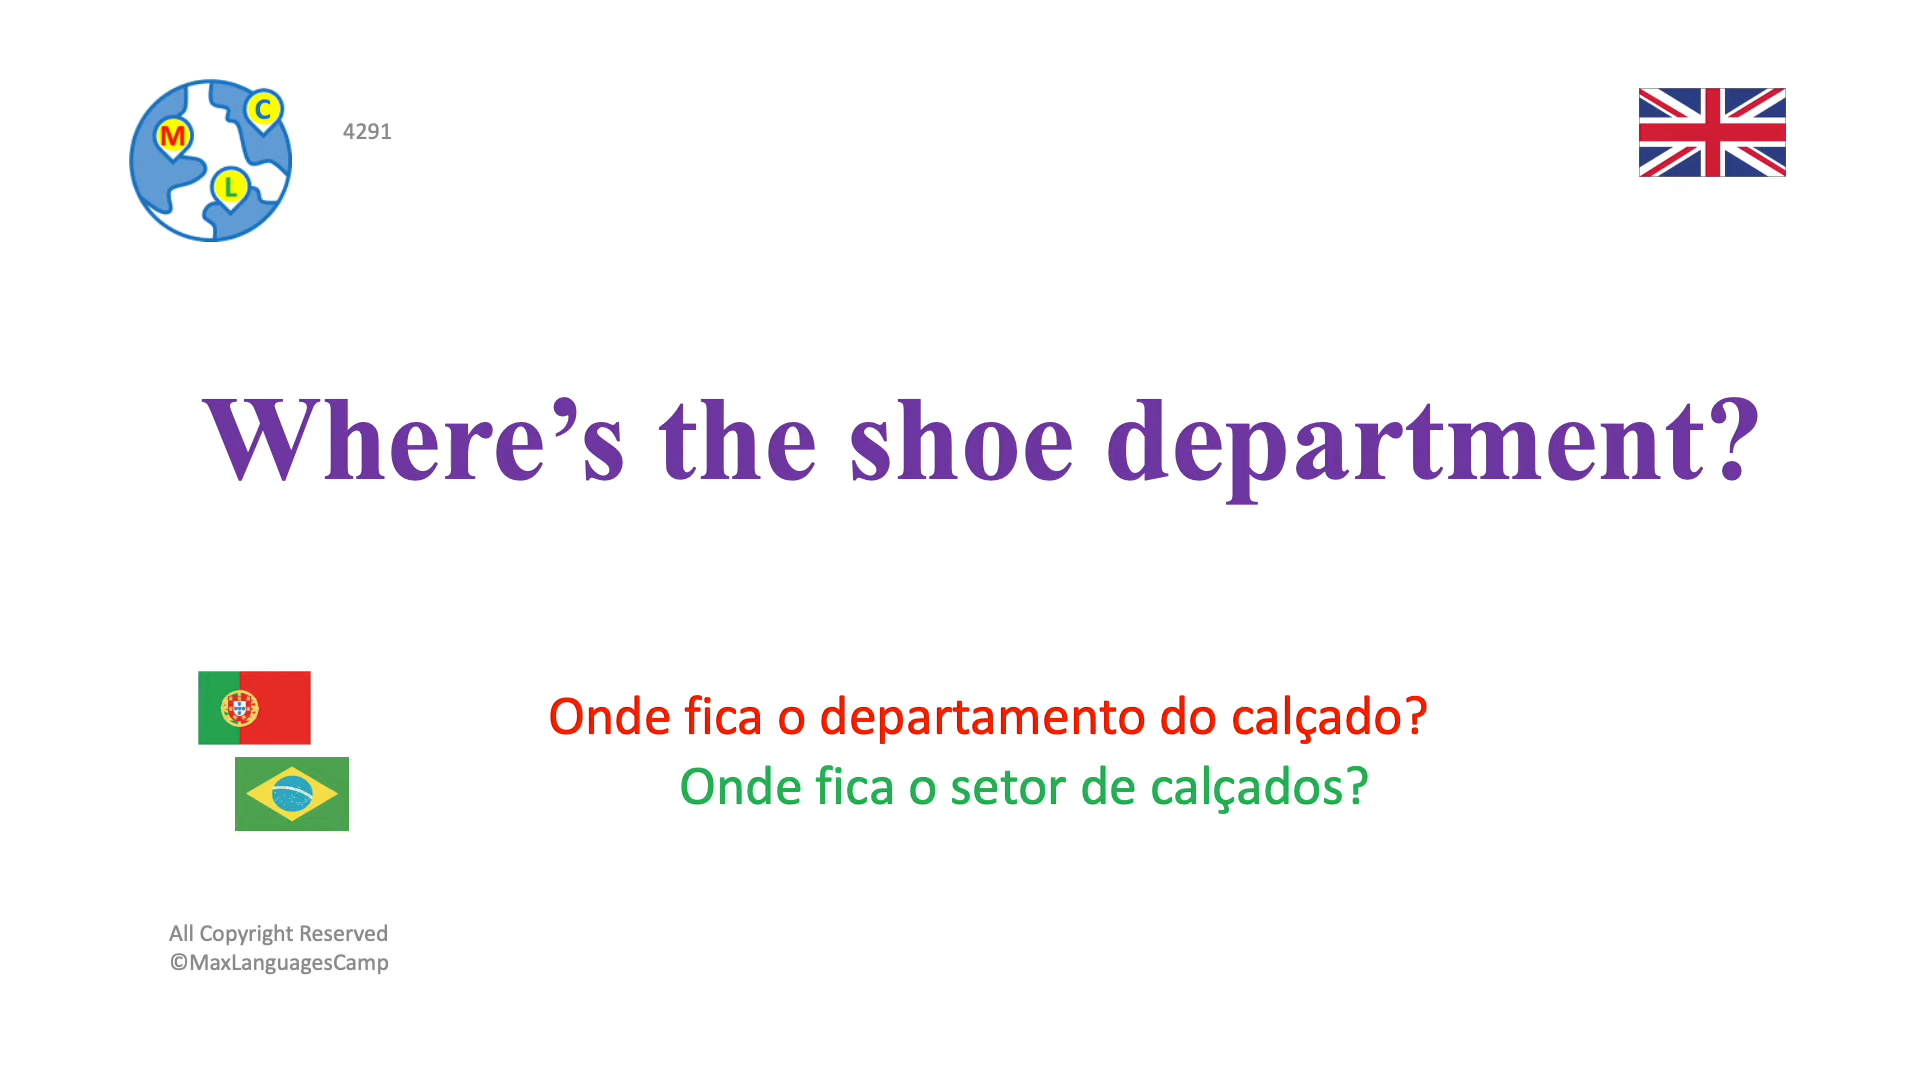 C
M
L
4291
Where’s the shoe department?
Onde fica o departamento do calçado?
Onde fica o setor de calçados?
All Copyright Reserved
©MaxLanguagesCamp